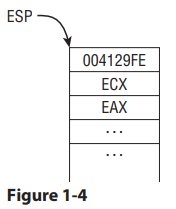 ESP
004129FE
ECX
EAX
...
...
Figure 1-4